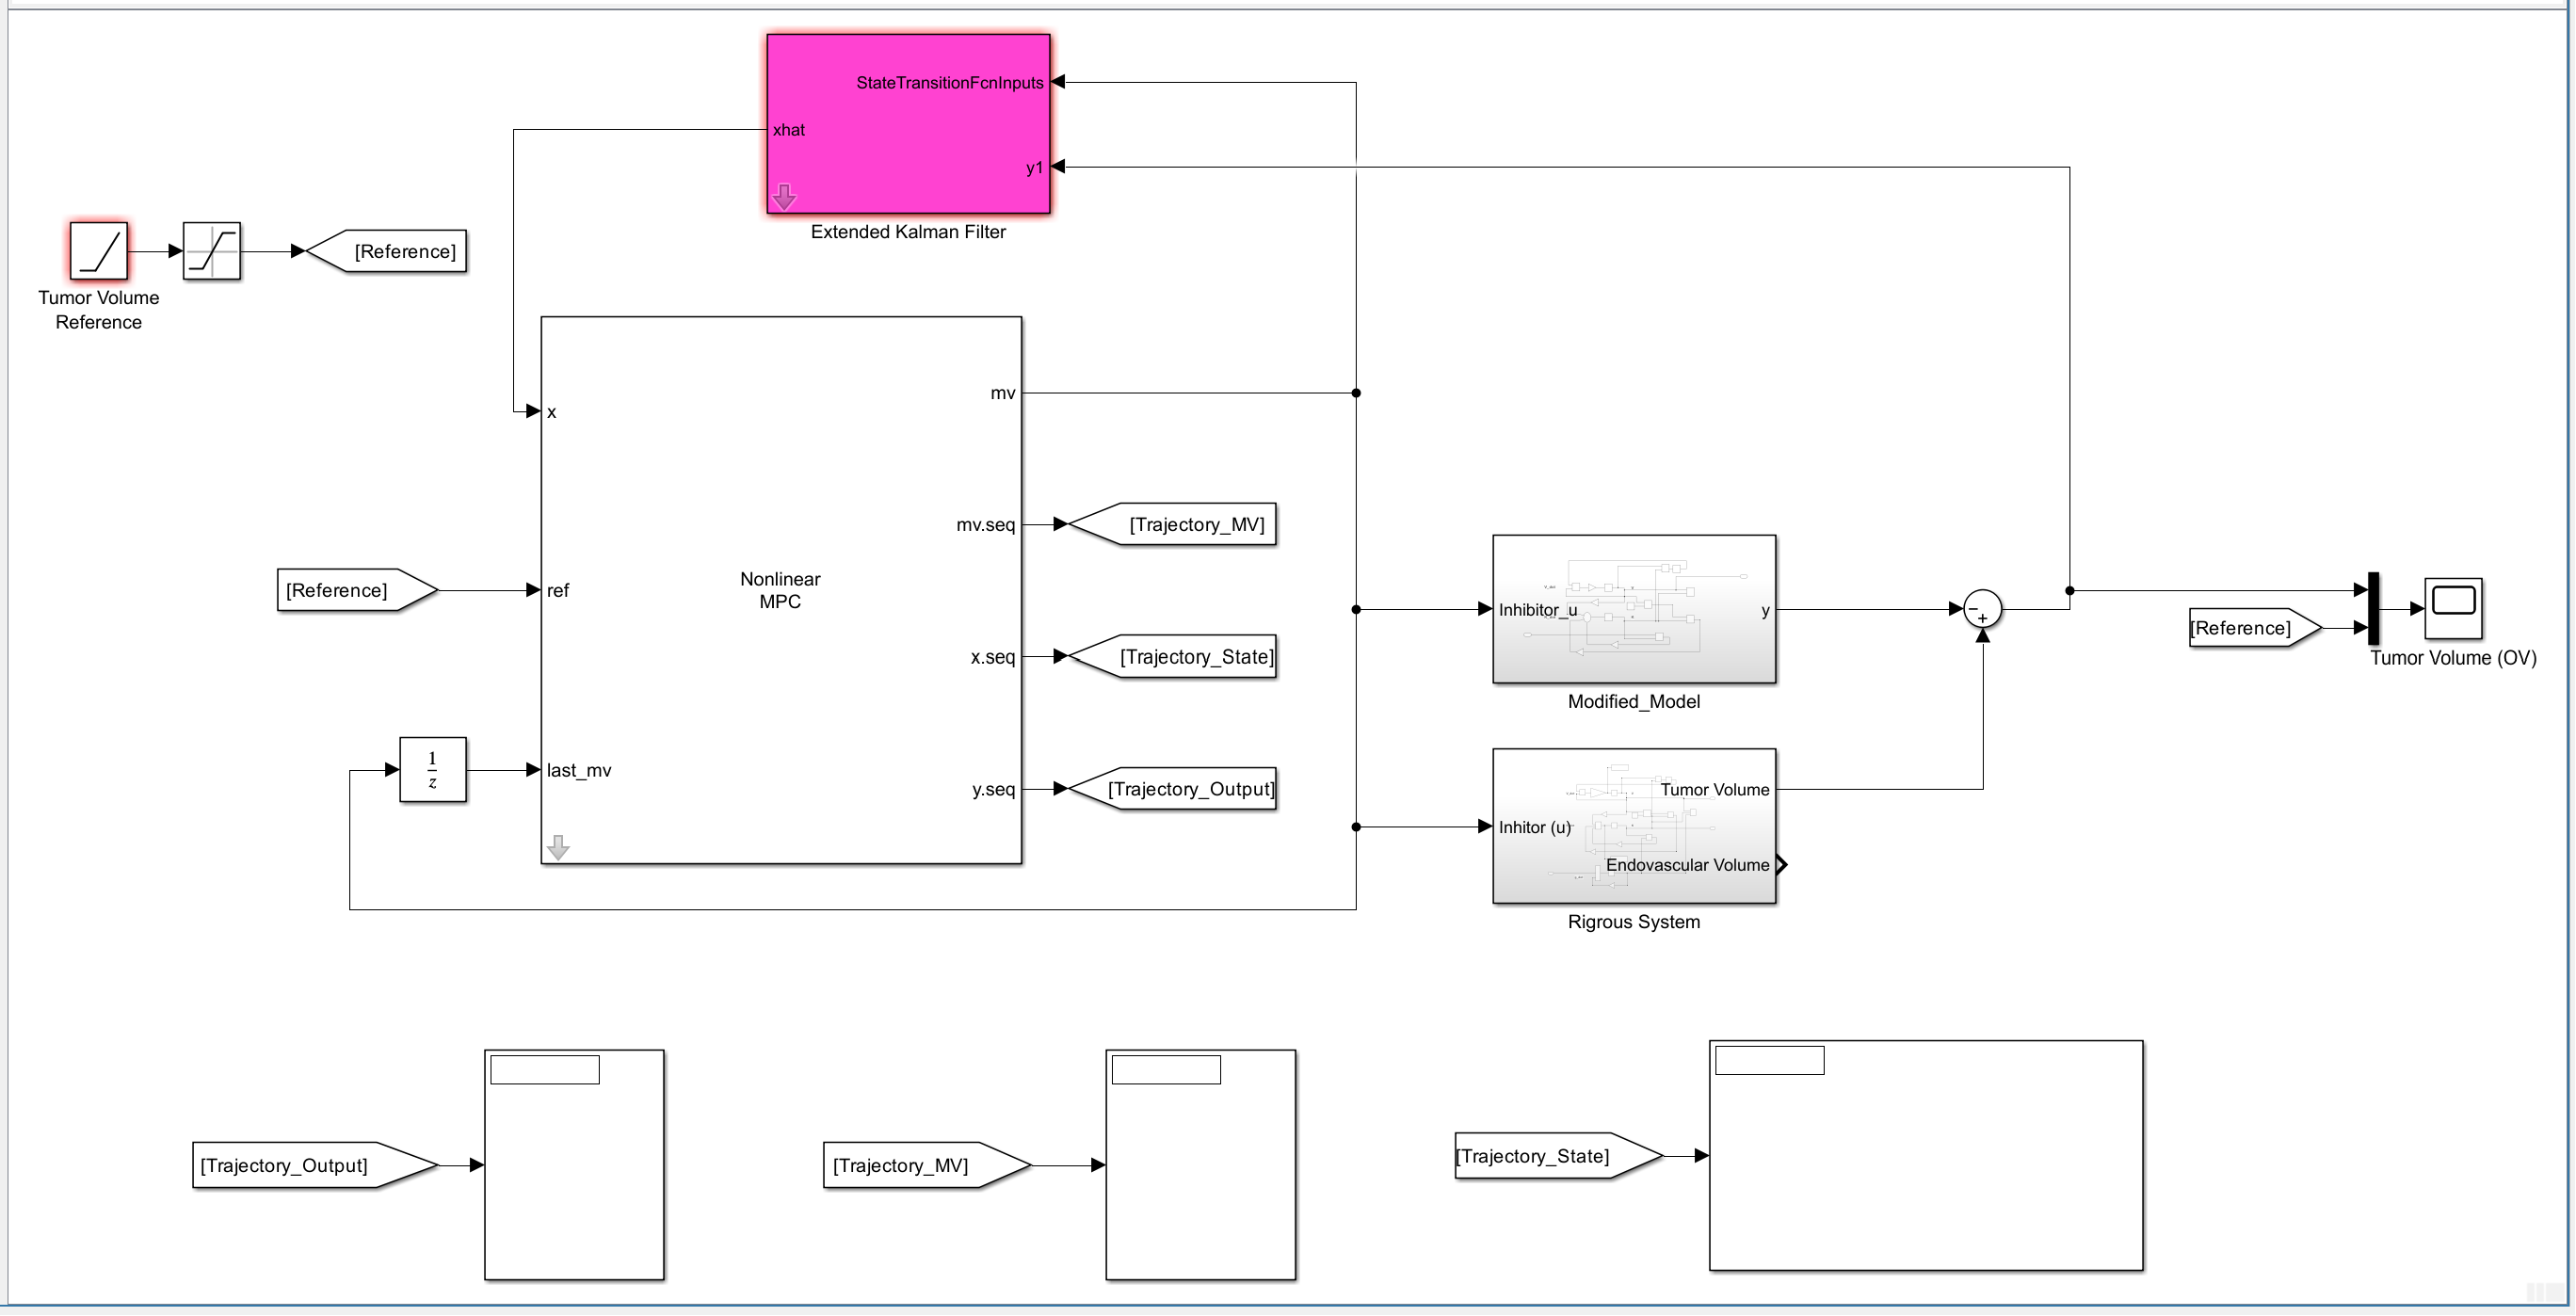 StateTransitionFcnInputs
xhat
y1
Extended Kalman Filter
[Reference]
Tumor Volume
Reference
mv
x
mv.seq
[Trajectory_MV]
Nonlinear
MPC
[Reference]
ref
Inhibitor_u
y
[Reference]
x.seq
[Trajectory_State]
Tumor Volume (OV)
Modified_Model
1
z
last_mv
y.seq
[Trajectory_Output]
Tumor Volume
Inhitor (u)
Endovascular Volume
Rigrous System
[Trajectory_Output]
[Trajectory_MV]
[Trajectory_State]